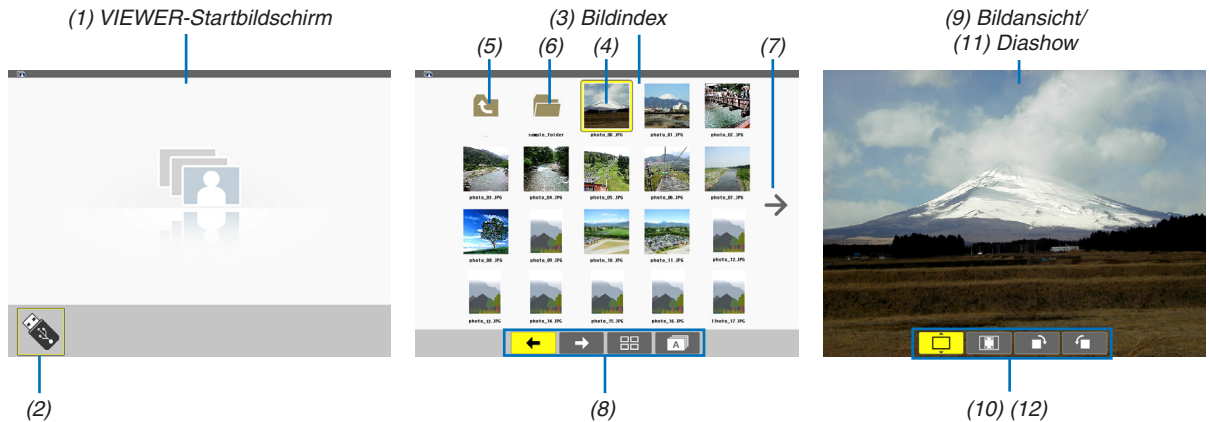 (1) VIEWER-Startbildschirm
(3) Bildindex
(9) Bildansicht/
(11) Diashow
(5)
(6)
(4)
(7)
sample_folder
photo_00.JPG
photo_01.JPG
photo_02.JPG
photo_03.JPG
photo_04.JPG
photo_05.JPG
photo_06.JPG
photo_07.JPG
photo_08.JPG
photo_09.JPG
photo_10.JPG
photo_11.JPG
photo_12.JPG
photo_13.JPG
photo_14.JPG
photo_15.JPG
photo_16.JPG
A
(2)
(8)
(10) (12)